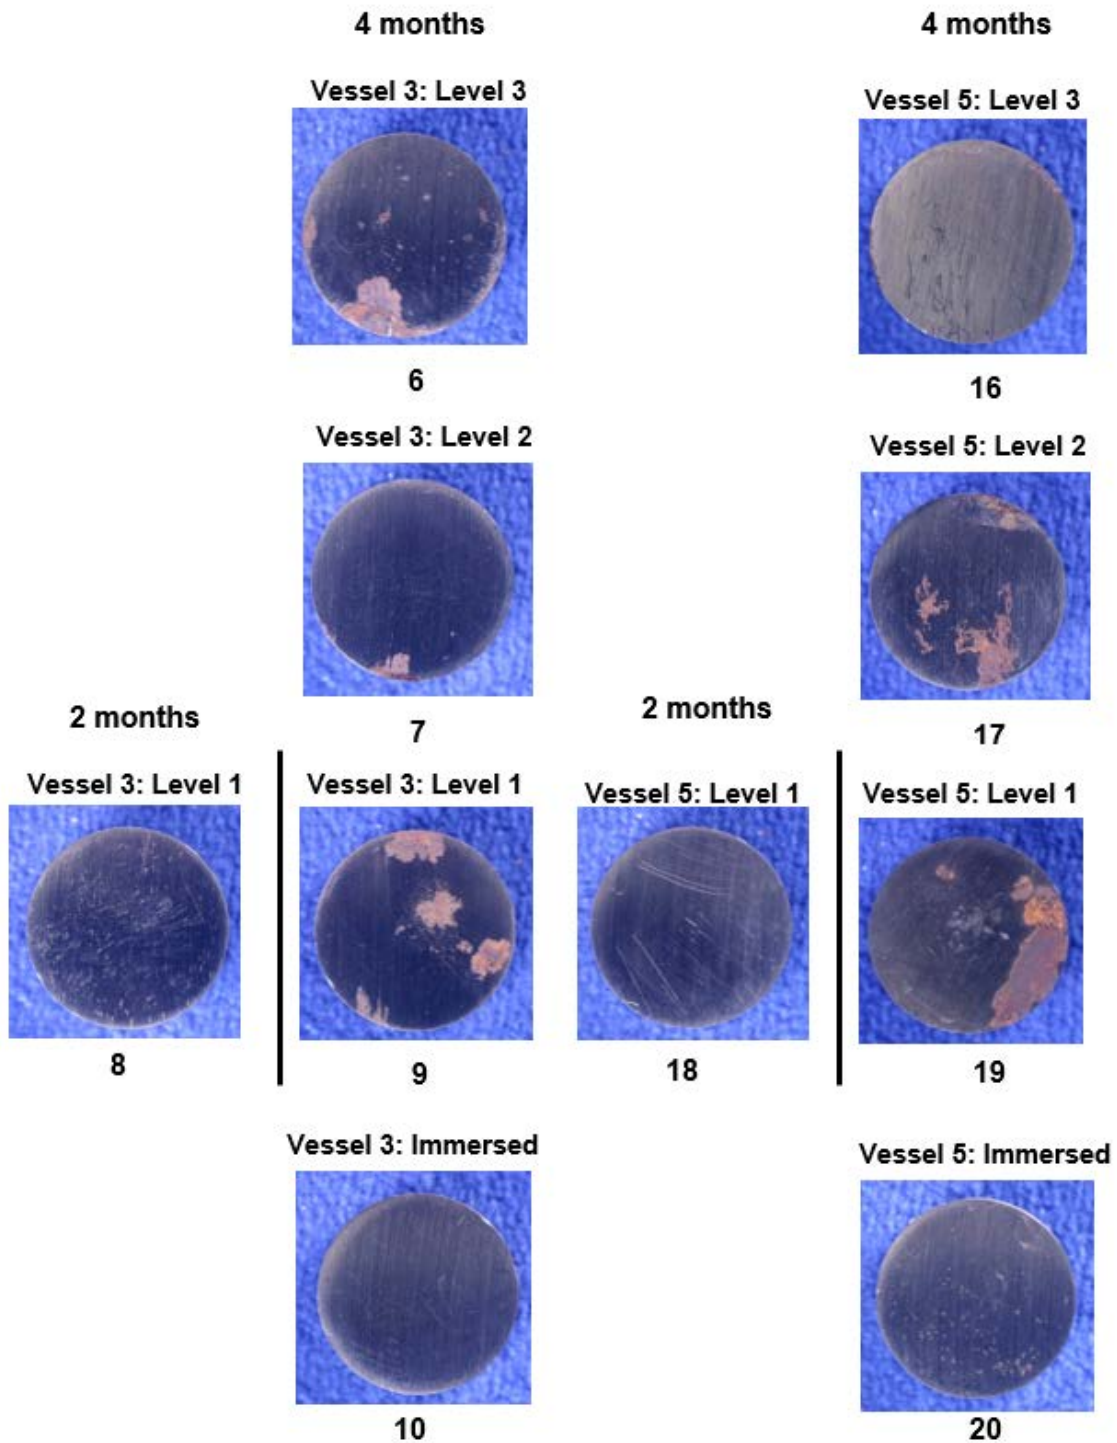 4 months
4 months
Vessel 3: Level 3
Vessel 5: Level 3
6
16
Vessel 3: Level 2
Vessel 5: Level 2
7
17
2 months
2 months
Vessel 3: Level 1
Vessel 3: Level 1
Vessel 5: Level 1
Vessel 5: Level 1
8
9
18
19
Vessel 3: Immersed
Vessel 5: Immersed
10
20